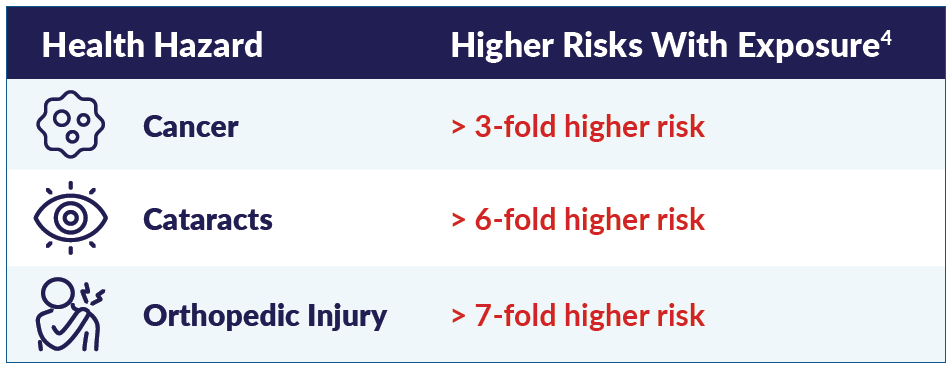 Health Hazard Higher Risks With Exposure⁴
Cancer > 3-fold higher risk
Cataracts > 6-fold higher risk
Orthopedic Injury > 7-fold higher risk